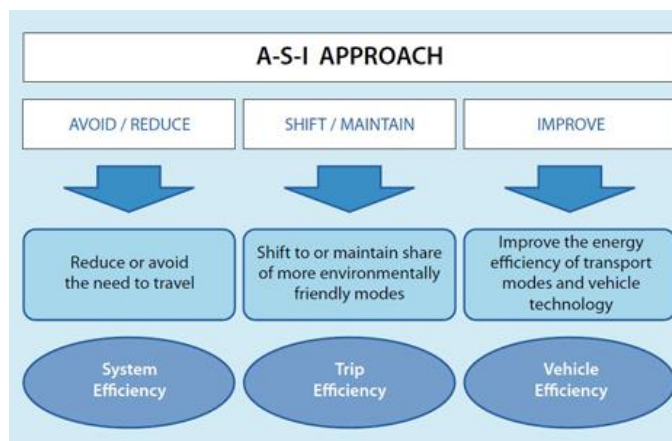 A-S-I APPROACH
AVOID / REDUCE
SHIFT / MAINTAIN
IMPROVE
Reduce or avoid
the need to travel
Shift to or maintain share
of more environmentally
friendly modes
Improve the energy
efficiency of transport
modes and vehicle
technology
System
Efficiency
Trip
Efficiency
Vehicle
Efficiency